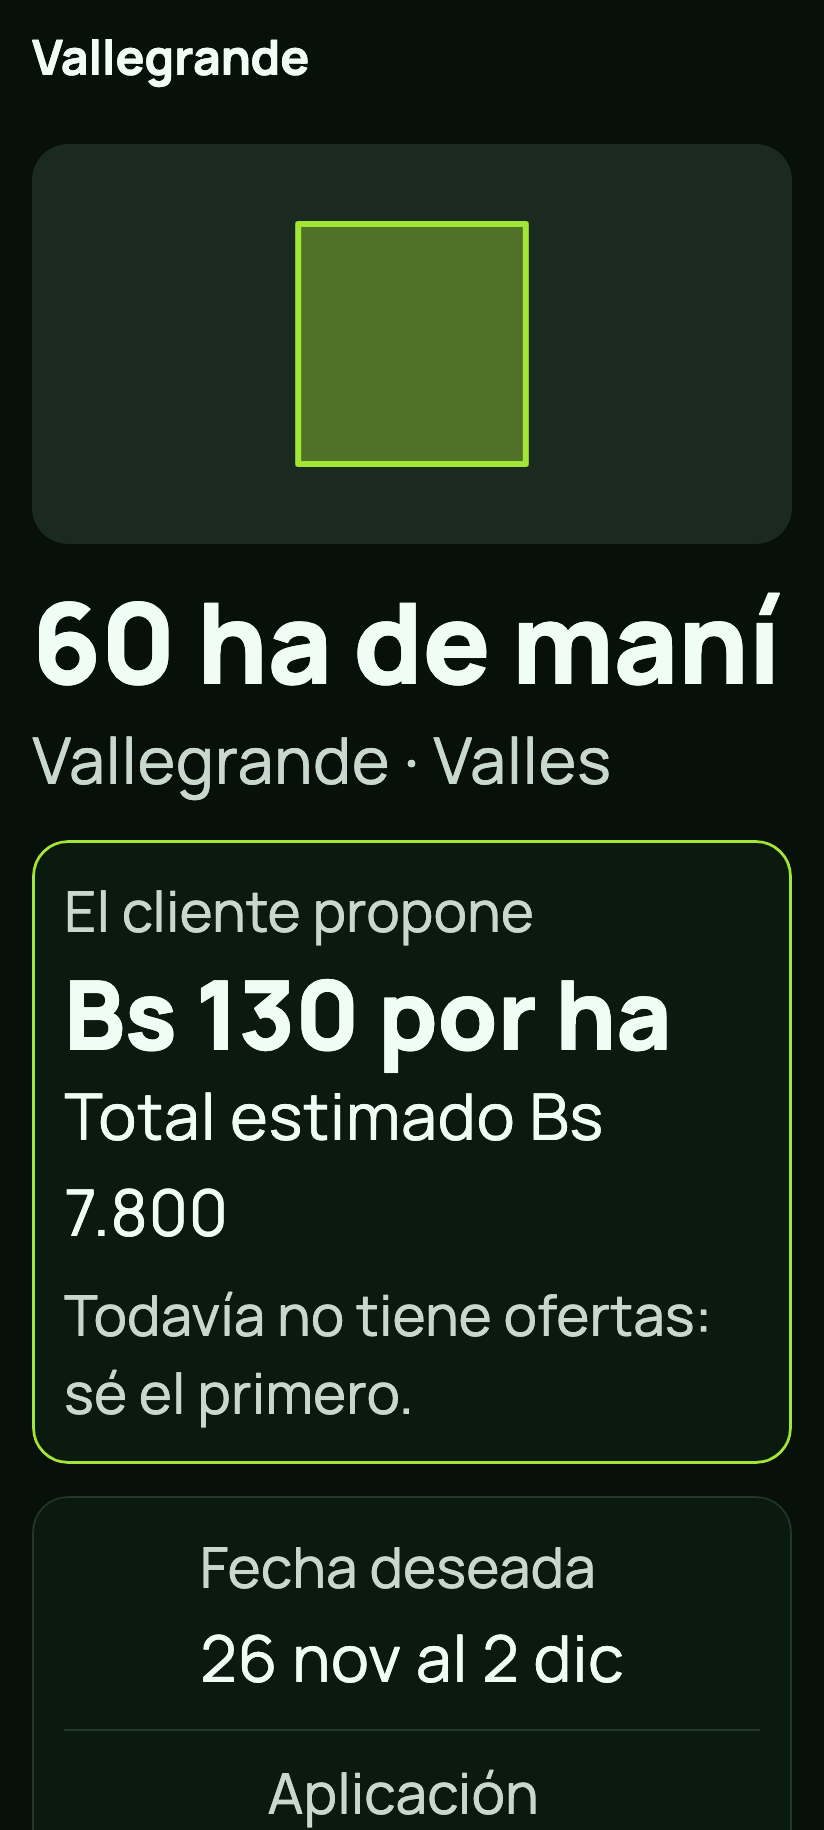 Vallegrande
60 ha de maní
Vallegrande · Valles
El cliente propone
Bs 130 por ha
Total estimado Bs
7.800
Todavía no tiene ofertas:
sé el primero.
Fecha deseada
26 nov al 2 dic
Aplicación